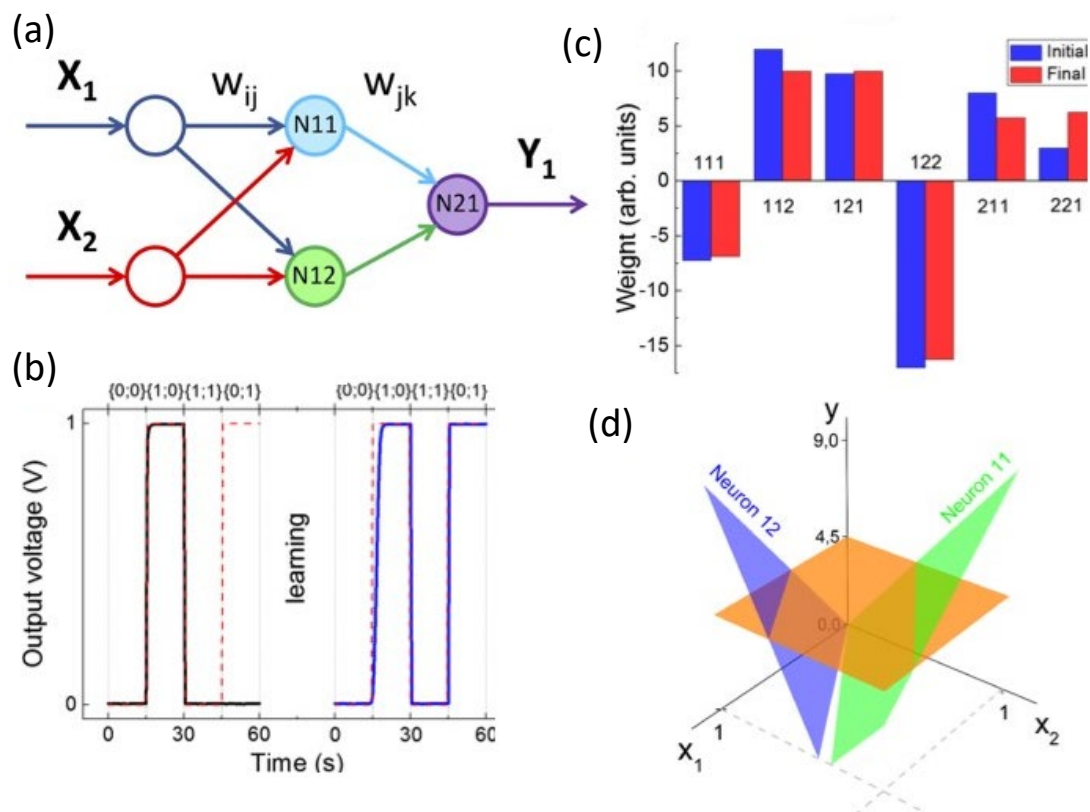 (a)
X1
X2
Wij
Wjk
N11
N12
N21
Y1
(b)
{0;0}{1;0}{1;1}{0;1}
{0;0}{1;0}{1;1}{0;1}
Output voltage (V)
1
0
learning
0 30 60
0 30 60
Time (s)
(c)
Initial
Final
Weight (arb. units)
10
5
0
-5
-10
-15
111
112
121
122
211
221
(d)
y
9,0
4,5
0,0
Neuron 12
Neuron 11
x1
1
1
x2